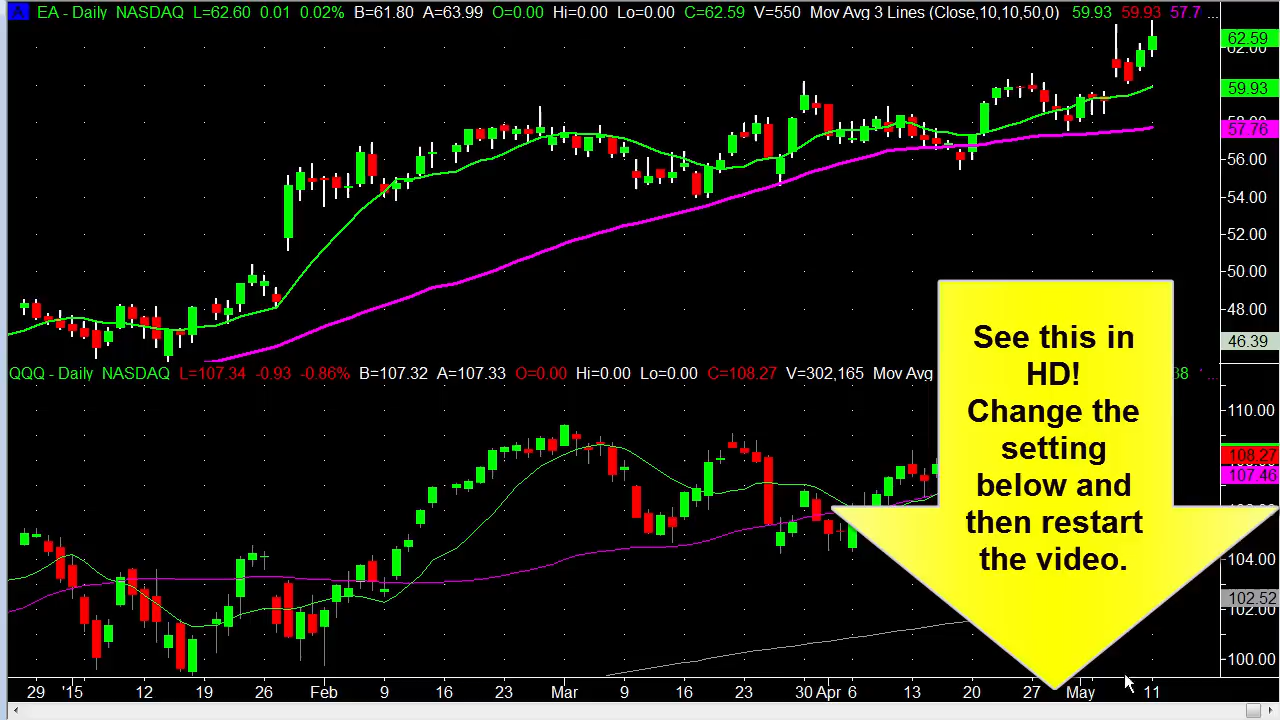 A EA - Daily NASDAQ L=62.60 0.01 0.02% B=61.80 A=63.99 O=0.00 Hi=0.00 Lo=0.00 C=62.59 V=550 Mov Avg 3 Lines (Close,10,10,50,0) 59.93 59.93 57.7 ...
62.59
62.00
59.93
57.76
56.00
54.00
52.00
50.00
48.00
46.39
QQQ - Daily NASDAQ L=107.34 -0.93 -0.86% B=107.32 A=107.33 O=0.00 Hi=0.00 Lo=0.00 C=108.27 V=302,165 Mov Avg
110.00
108.27
107.46
104.00
102.52
102.00
100.00
See this in
HD!
Change the
setting
below and
then restart
the video.
29 '15 12 19 26 Feb 9 16 23 Mar 9 16 23 30 Apr 6 13 20 27 May 11